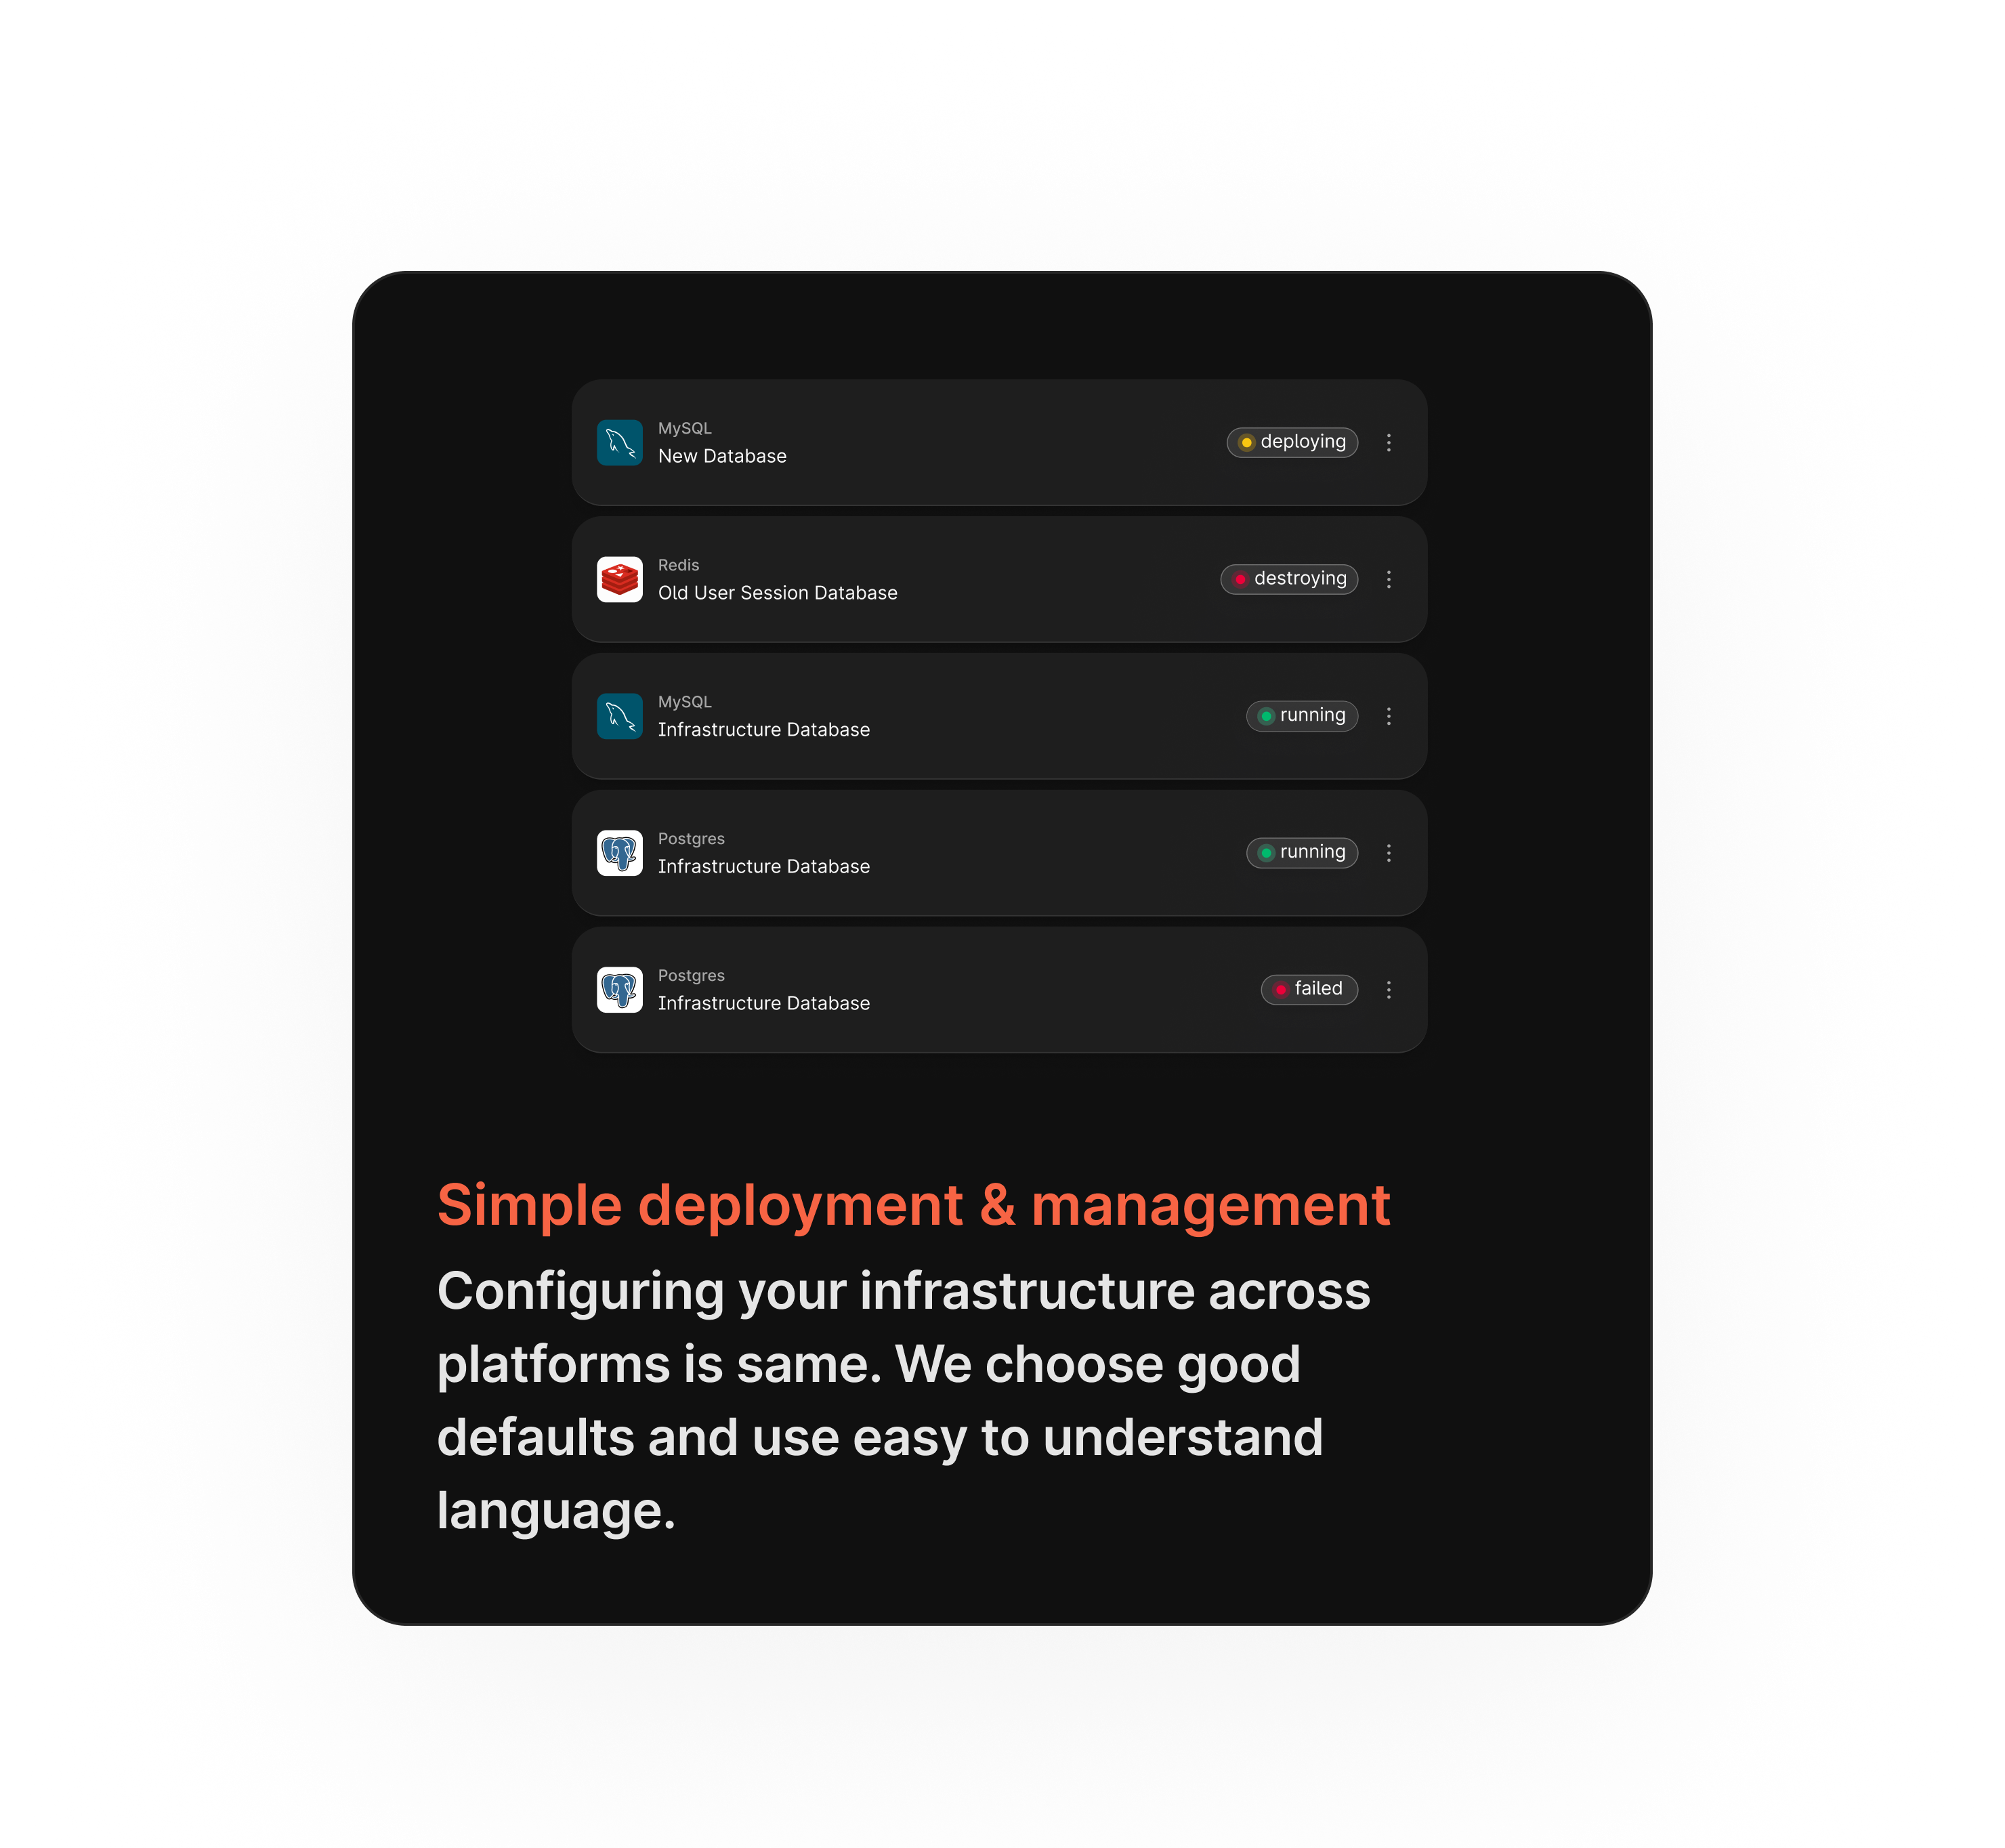 MySQL
New Database
deploying
Redis
Old User Session Database
destroying
MySQL
Infrastructure Database
running
Postgres
Infrastructure Database
running
Postgres
Infrastructure Database
failed
Simple deployment & management
Configuring your infrastructure across
platforms is same. We choose good
defaults and use easy to understand
language.